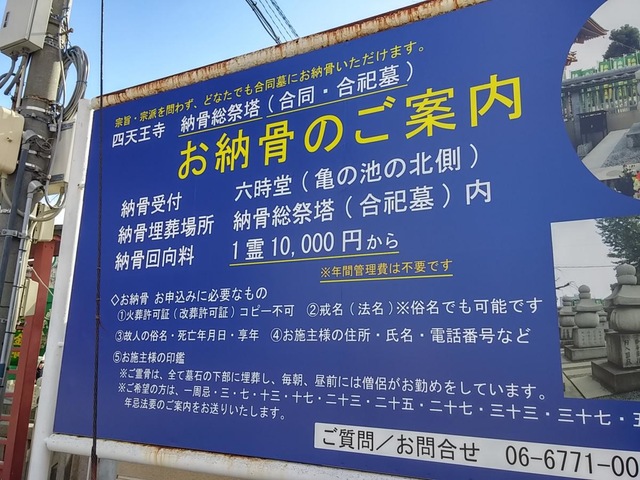 宗旨・宗派を問わず、どなたでも合同墓にお納骨いただけます。
四天王寺 納骨総祭塔(合同・合祀墓)
お納骨のご案内
納骨受付 六時堂(亀の池の北側)
納骨埋葬場所 納骨総祭塔(合祀墓)内
納骨回向料 1霊10,000円から
※年間管理費は不要です
◇お納骨 お申込みに必要なもの
①火葬許可証(改葬許可証)コピー不可 ②戒名(法名)※俗名でも可能です
③故人の俗名・死亡年月日・享年 ④お施主様の住所・氏名・電話番号など
⑤お施主様の印鑑
※ご霊骨は、全て墓石の下部に埋葬し、毎朝、昼前には僧侶がお勤めをしています。
※ご希望の方は、一周忌・三・七・十三・十七・二十三・二十五・二十七・三十三・三十七・五
年忌法要のご案内をお送りいたします。
ご質問/お問合せ 06-6771-00